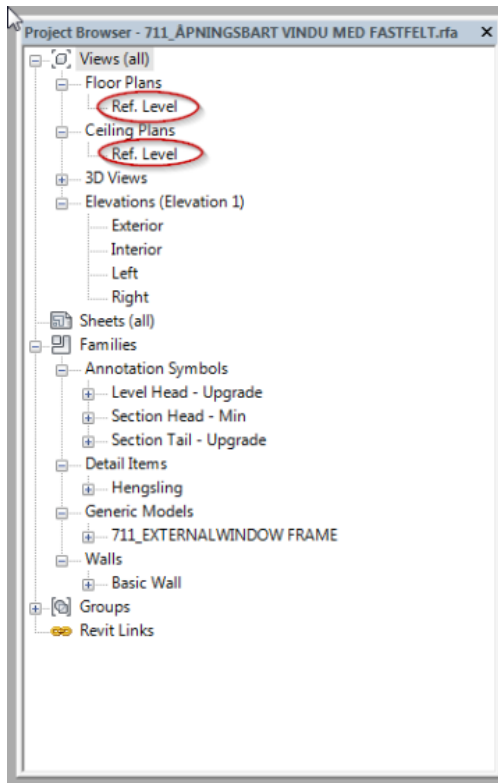 Project Browser - 711_ÅPNINGSBART VINDU MED FASTFELT.rfa
Views (all)
Floor Plans
Ref. Level
Ceiling Plans
Ref. Level
3D Views
Elevations (Elevation 1)
Exterior
Interior
Left
Right
Sheets (all)
Families
Annotation Symbols
Level Head - Upgrade
Section Head - Min
Section Tail - Upgrade
Detail Items
Hengsling
Generic Models
711_EXTERNALWINDOW FRAME
Walls
Basic Wall
Groups
Revit Links